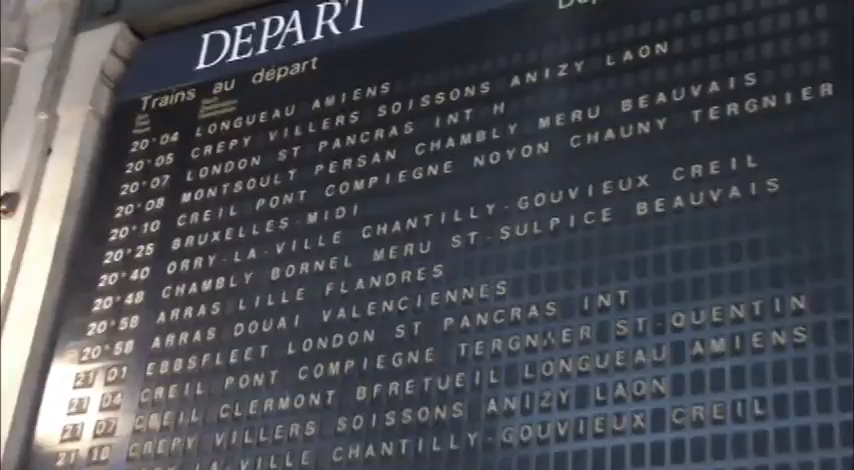 DEPART
Trains au départ
20*04 LONGUEAU AMIENS
20*05 CREPY VILLERS SOISSONS ANIZY LAON
20*07 LONDON ST PANCRAS INT H
20*08 MONTSOULT PERSAN CHAMBLY MERU BEAUVAIS
20*10 CREIL PONT COMPIEGNE NOYON CHAUNY TERGNIER
20*25 BRUXELLES-MIDI
20*40 ORRY-LA-VILLE CHANTILLY-GOUVIEUX CREIL
20*48 CHAMBLY BORNEL MERU ST-SULPICE BEAUVAIS
20*58 ARRAS LILLE FLANDRES
20*58 ARRAS DOUAI VALENCIENNES
21 01 EBBSFLEET LONDON ST PANCRAS INT
21 04 CREIL PONT COMPIEGNE TERGNIER ST-QUENTIN
21 07 CREIL CLERMONT BFRETUEIL LONGUEAU AMIENS
21 10 CREPY VILLERS SOISSONS ANIZY LAON
LA-VILLE CHANTILLY-GOUVIEUX CREIL